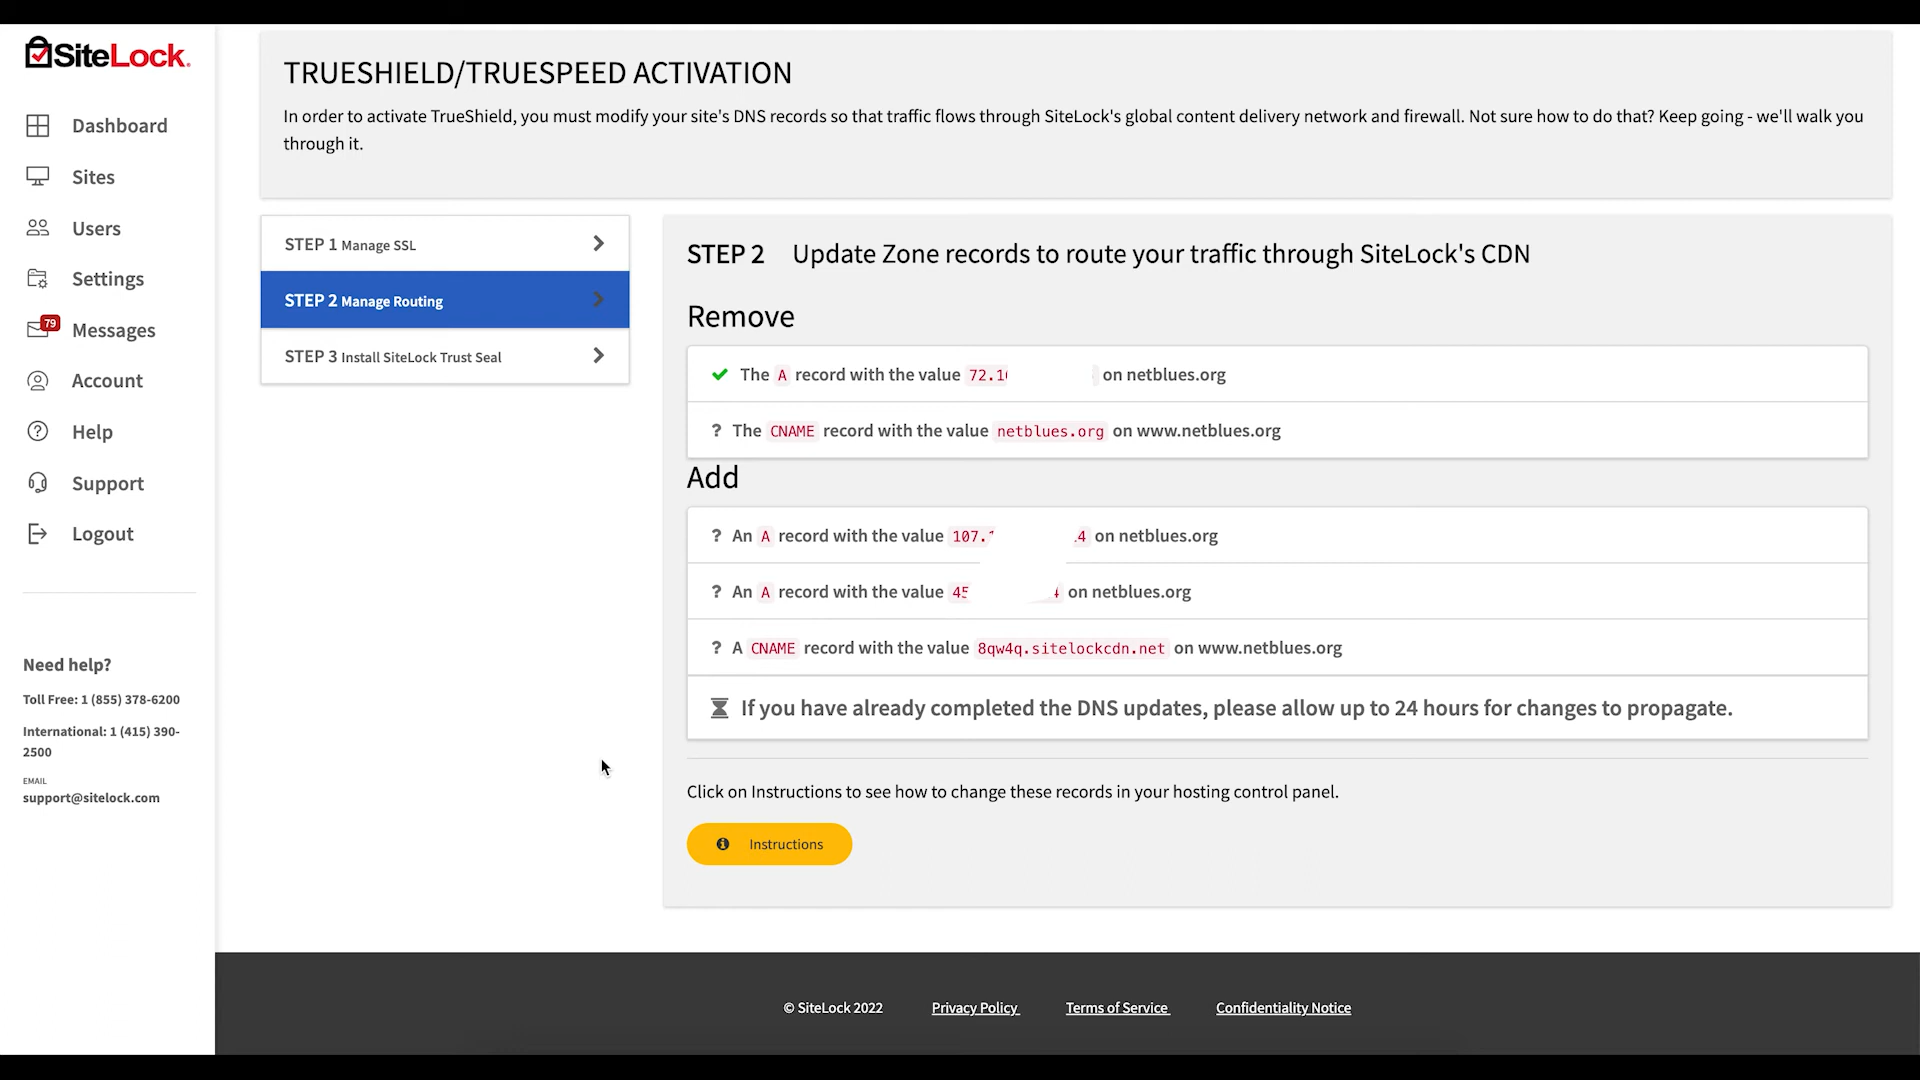 SiteLock
Dashboard
Sites
Users
Settings
79
Messages
Account
Help
Support
Logout
Need help?
Toll Free: 1 (855) 378-6200
International: 1 (415) 390-
2500
EMAIL
support@sitelock.com
TRUESHIELD/TRUESPEED ACTIVATION
In order to activate TrueShield, you must modify your site's DNS records so that traffic flows through SiteLock's global content delivery network and firewall. Not sure how to do that? Keep going - we'll walk you
through it.
STEP 1 Manage SSL
STEP 2 Manage Routing
STEP 3 Install SiteLock Trust Seal
STEP 2 Update Zone records to route your traffic through SiteLock's CDN
Remove
The A record with the value 72.1 on netblues.org
? The CNAME record with the value netblues.org on www.netblues.org
Add
? An A record with the value 107. .4 on netblues.org
? An A record with the value 45 on netblues.org
? A CNAME record with the value 8qw4q.sitelockcdn.net on www.netblues.org
If you have already completed the DNS updates, please allow up to 24 hours for changes to propagate.
Click on Instructions to see how to change these records in your hosting control panel.
Instructions
© SiteLock 2022 Privacy Policy Terms of Service Confidentiality Notice